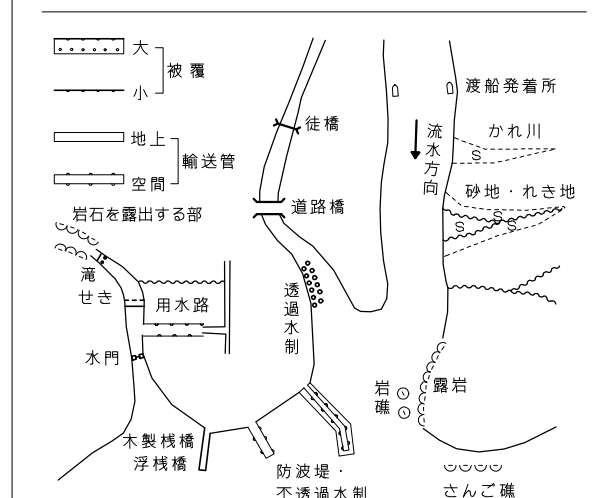 大
被覆
小
地上
輸送管
空間
岩石を露出する部
滝
せき
用水路
水門
木製桟橋
浮桟橋
徒橋
道路橋
透過水制
防波堤・
不透過水制
渡船発着所
流水方向
かれ川
S
砂地・れき地
S
S
S
岩礁
露岩
さんご礁